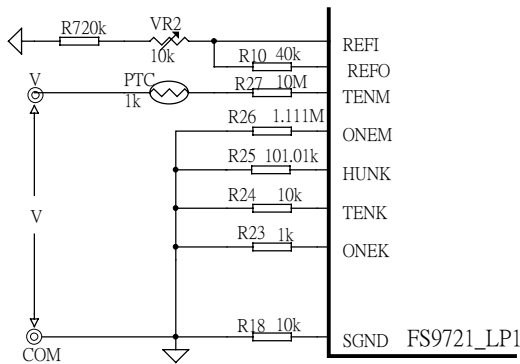 VR2
R720k
10k
REFI
R10 40k
REFO
V
PTC
1k
R27 10M
TENM
R26 1.111M
ONEM
R25 101.01k
HUNK
R24 10k
TENK
V
R23 1k
ONEK
R18 10k
SGND FS9721_LP1
COM